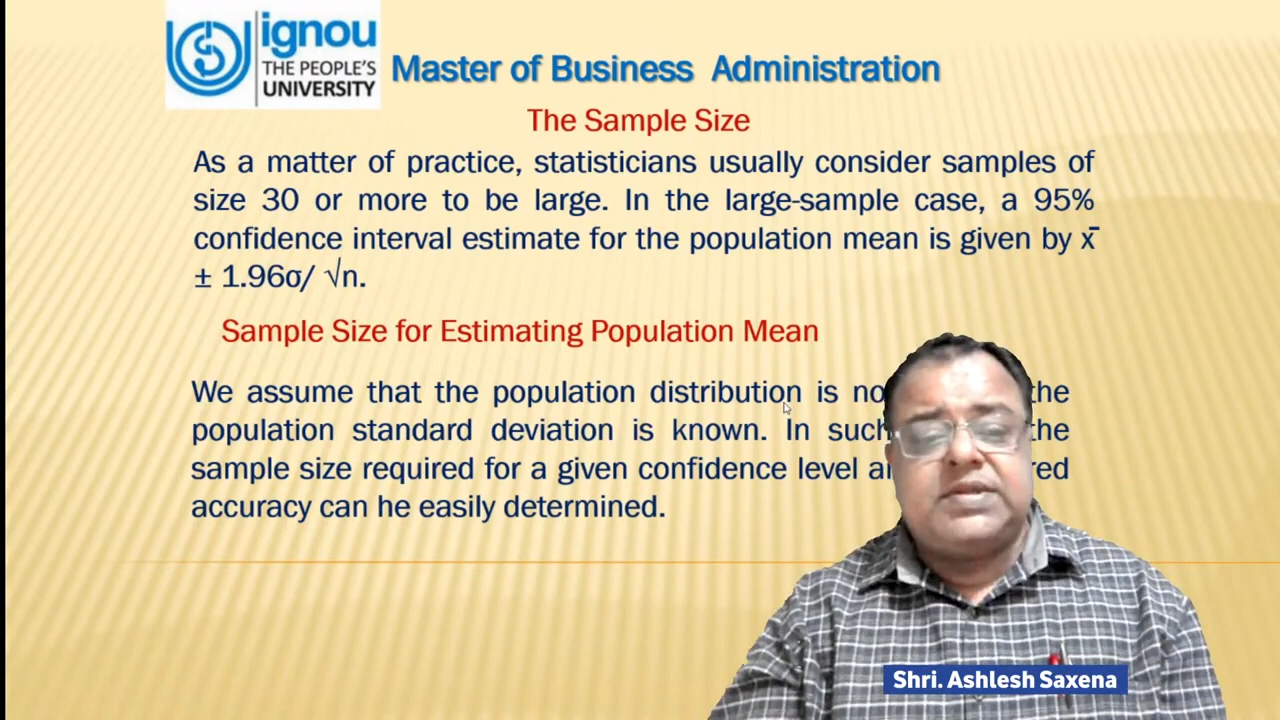 ignou
THE PEOPLE'S
UNIVERSITY
Master of Business Administration
The Sample Size
As a matter of practice, statisticians usually consider samples of
size 30 or more to be large. In the large-sample case, a 95%
confidence interval estimate for the population mean is given by x̄
± 1.96σ/ √n.
Sample Size for Estimating Population Mean
We assume that the population distribution is the
population standard deviation is known. In such the
sample size required for a given confidence level
accuracy can he easily determined.
Shri. Ashlesh Saxena